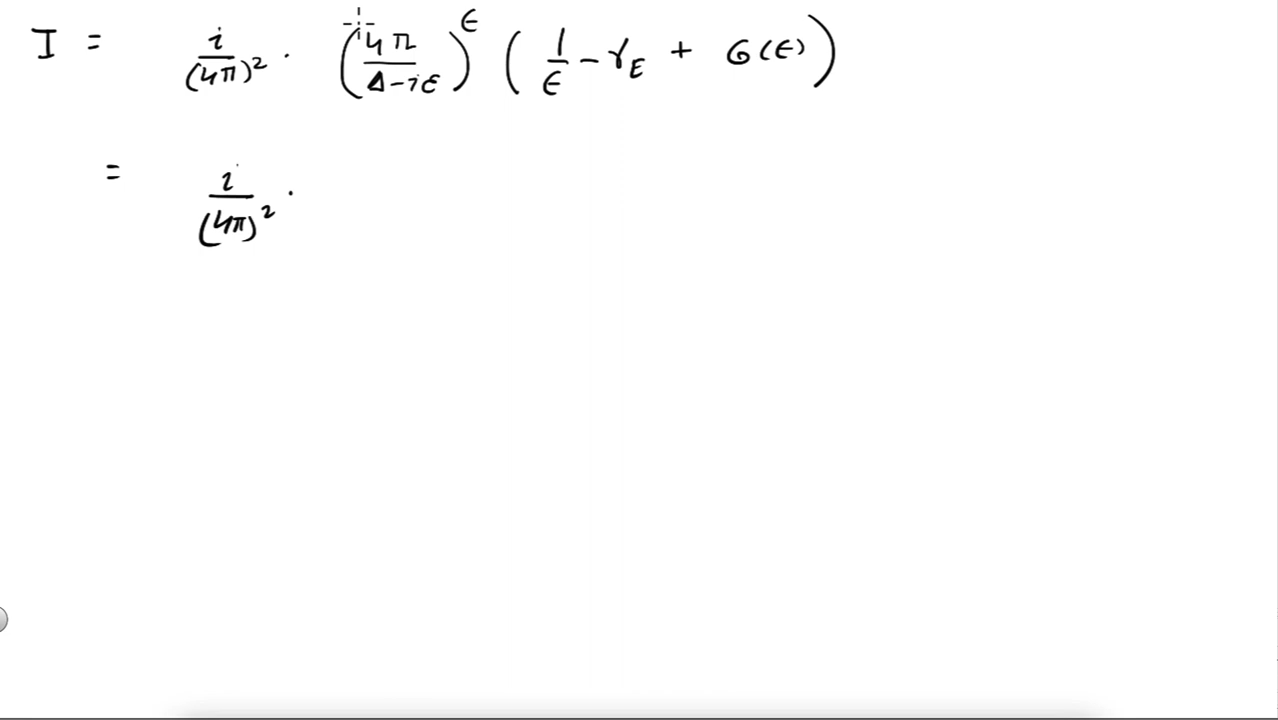 I = i/(4π)² · (4π/(Δ-iε))^ϵ (1/ϵ - γ_E + G(ϵ))
= i/(4π)² ·